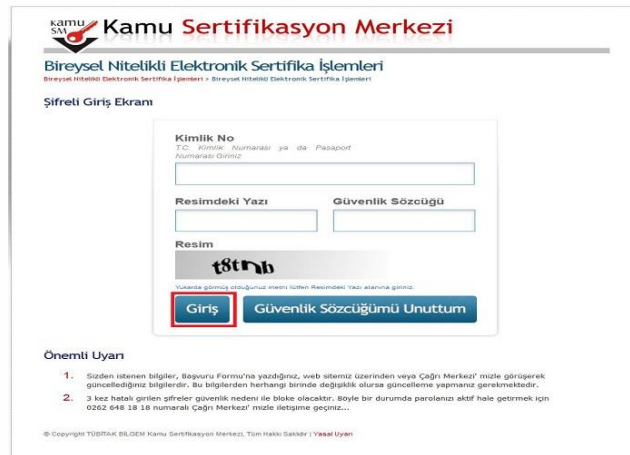 Kamu SM Kamu Sertifikasyon Merkezi
Bireysel Nitelikli Elektronik Sertifika İşlemleri
Bireysel Nitelikli Elektronik Sertifika İşlemleri > Bireysel Nitelikli Elektronik Sertifika İşlemleri
Şifreli Giriş Ekranı
Kimlik No
T.C. Kimlik Numarası ya da Pasaport
Numarası Giriniz
Resimdeki Yazı Güvenlik Sözcüğü
Resim
t8tnb
Yukarda görmüş olduğunuz metni lütfen Resimdeki Yazı alanına giriniz.
Giriş Güvenlik Sözcüğümü Unuttum
Önemli Uyarı
1. Sizden istenen bilgiler, Başvuru Formu'na yazdığınız, web sitemiz üzerinden veya Çağrı Merkezi' mizle görüşerek
güncellediğiniz bilgilerdir. Bu bilgilerden herhangi birinde değişiklik olursa güncelleme yapmanız gerekmektedir.
2. 3 kez hatalı girilen şifreler güvenlik nedeni ile bloke olacaktır. Böyle bir durumda parolanızı aktif hale getirmek için
0262 648 18 18 numaralı Çağrı Merkezi' mizle iletişime geçiniz...
© Copyright TÜBİTAK BİLGEM Kamu Sertifikasyon Merkezi, Tüm Hakkı Saklıdır | Yasal Uyarı